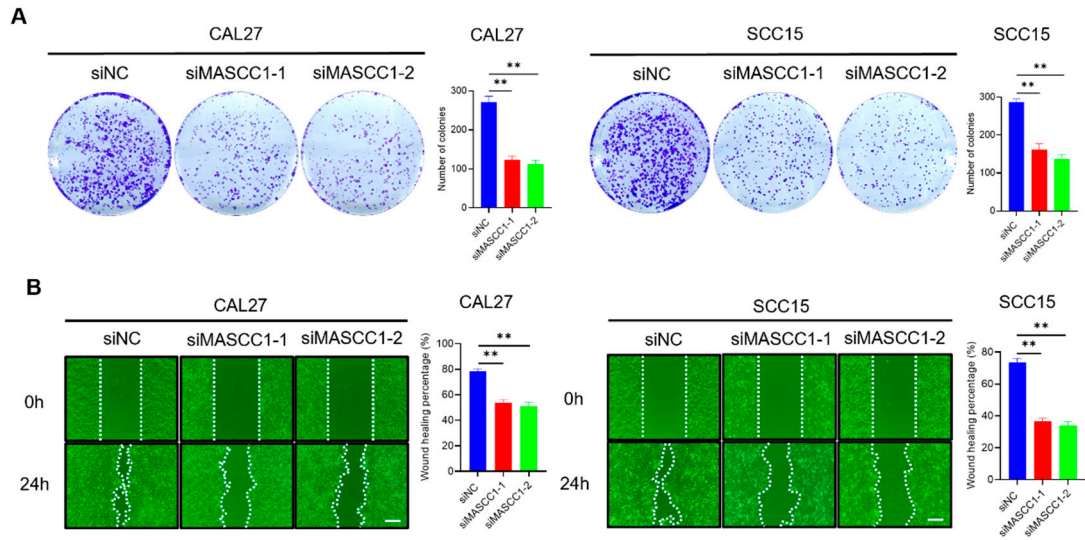 A
CAL27
siNC siMASCC1-1 siMASCC1-2
CAL27
**
**
Number of colonies
300
200
100
0
siNC
siMASCC1-1
siMASCC1-2
SCC15
siNC siMASCC1-1 siMASCC1-2
SCC15
**
**
Number of colonies
300
200
100
0
siNC
siMASCC1-1
siMASCC1-2
B
CAL27
siNC siMASCC1-1 siMASCC1-2
0h
24h
CAL27
**
**
Wound healing percentage (%)
100
80
60
40
20
0
siNC
siMASCC1-1
siMASCC1-2
SCC15
siNC siMASCC1-1 siMASCC1-2
0h
24h
SCC15
**
**
Wound healing percentage (%)
80
60
40
20
0
siNC
siMASCC1-1
siMASCC1-2